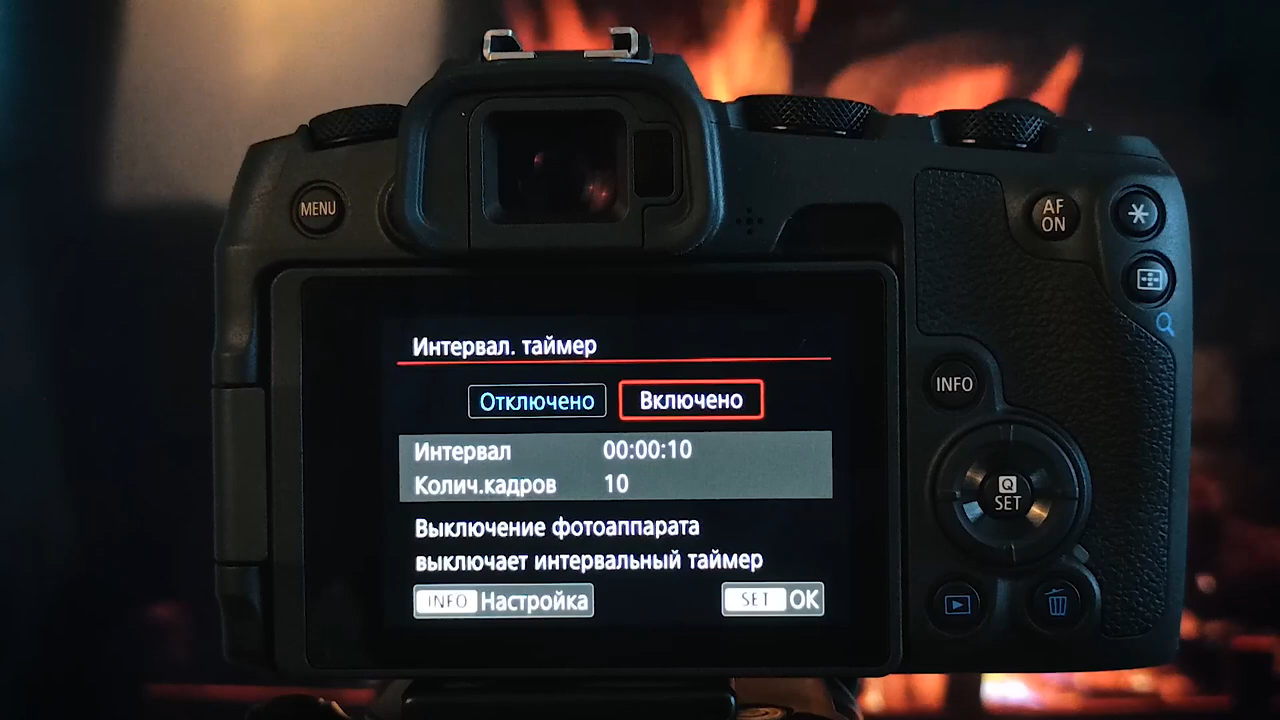 MENU
AF
ON
INFO
Q
SET
Интервал. таймер
Отключено Включено
Интервал 00:00:10
Колич.кадров 10
Выключение фотоаппарата
выключает интервальный таймер
INFO Настройка SET OK